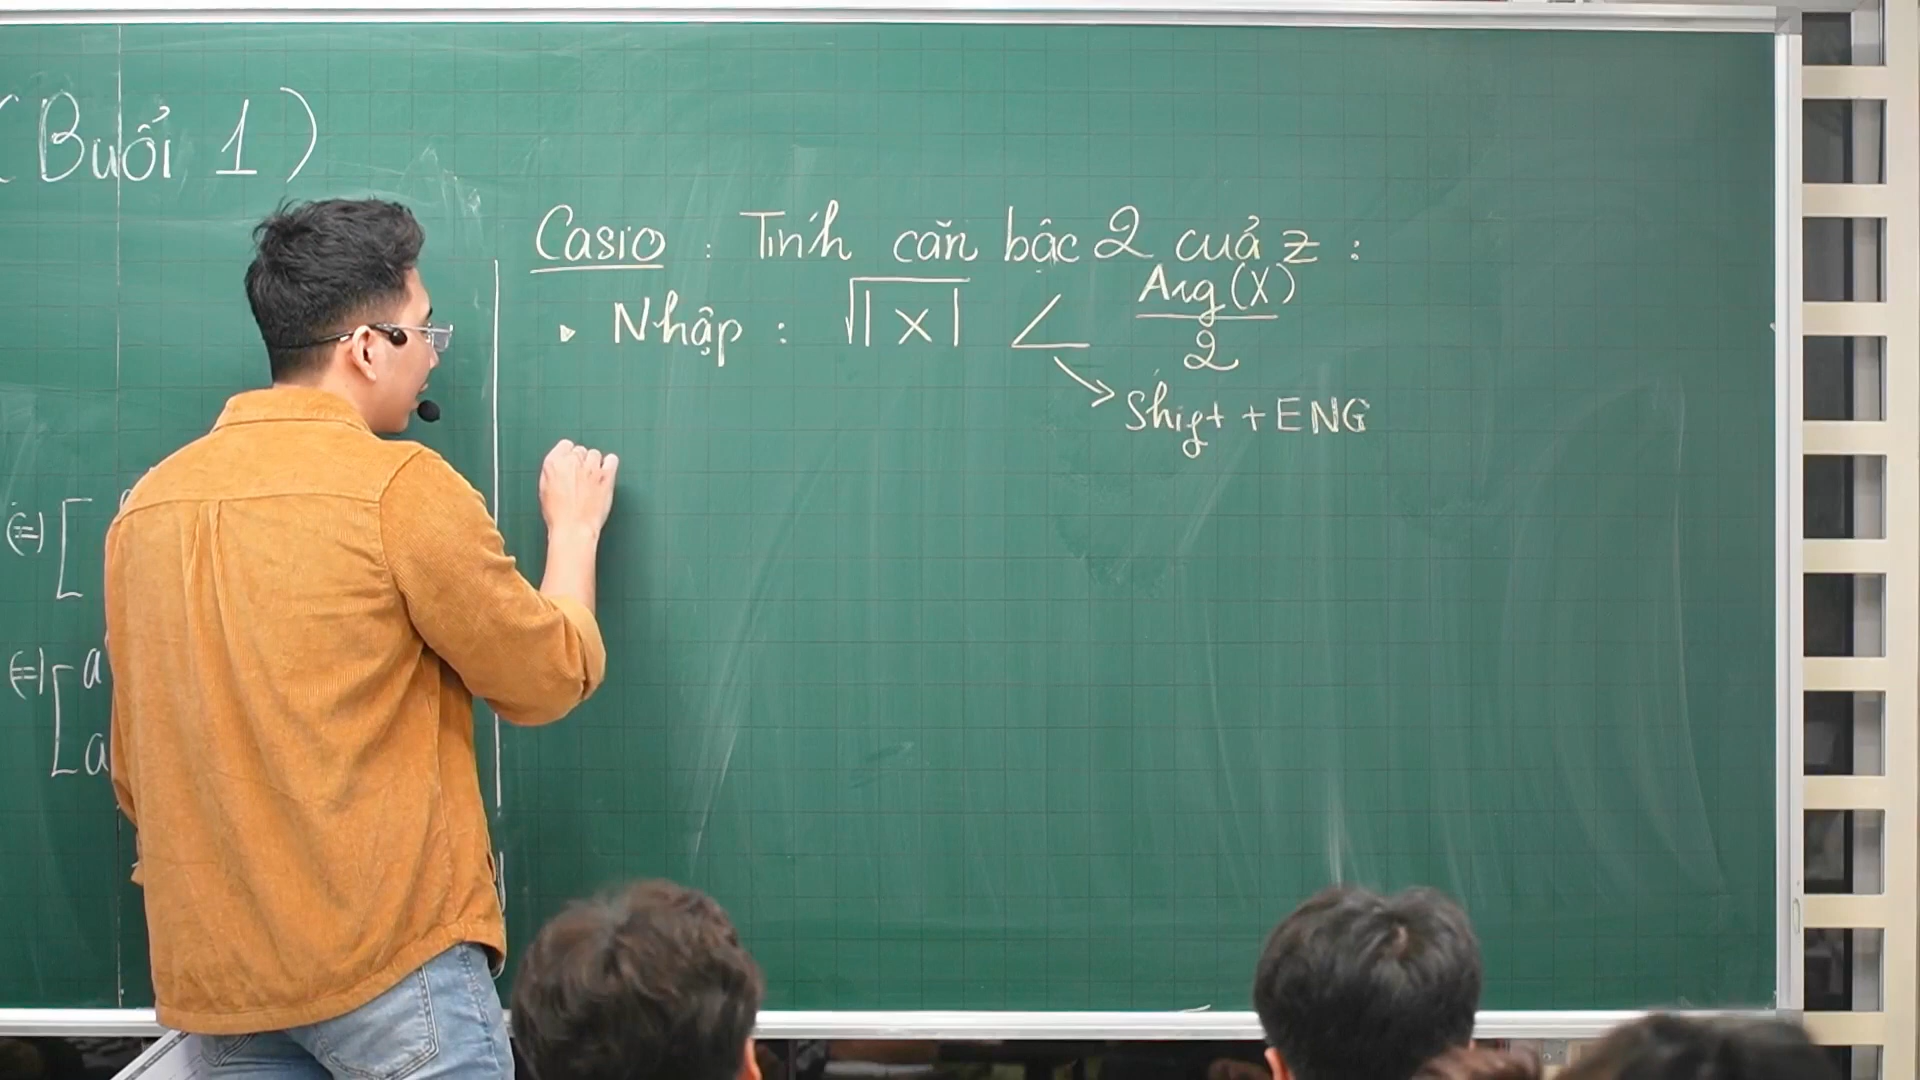 (Buổi 1)
Casio : Tính căn bậc 2 của z :
• Nhập : √|X| ∠ Arg(X)/2
→ Shift + ENG
(=) [
(=) [ a
a